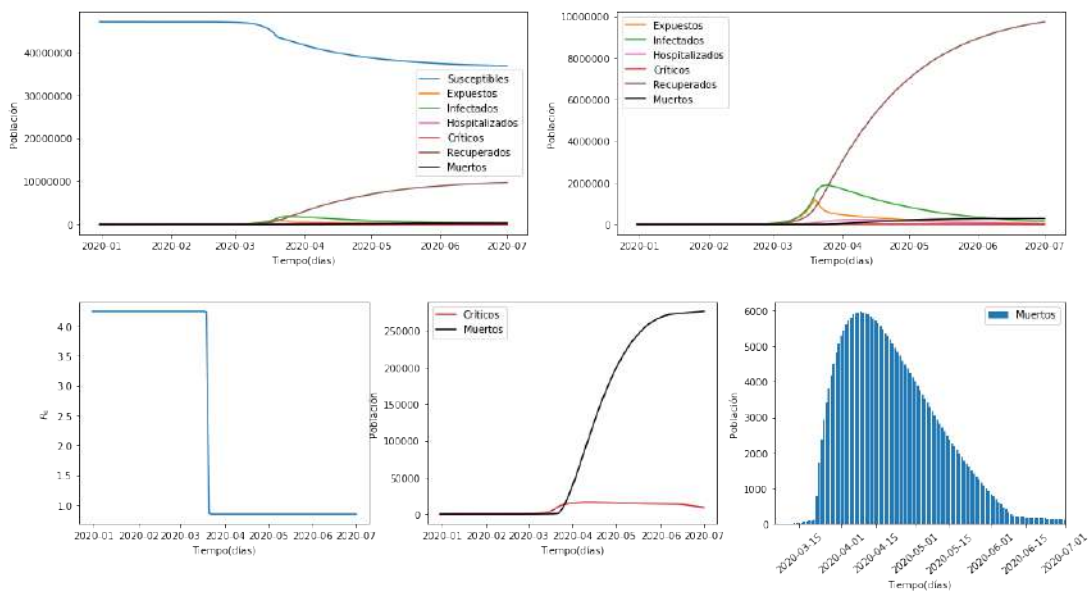 Población
40000000
30000000
20000000
10000000
0
Susceptibles
Expuestos
Infectados
Hospitalizados
Críticos
Recuperados
Muertos
2020-01 2020-02 2020-03 2020-04 2020-05 2020-06 2020-07
Tiempo(días)
Población
10000000
8000000
6000000
4000000
2000000
0
Expuestos
Infectados
Hospitalizados
Críticos
Recuperados
Muertos
2020-01 2020-02 2020-03 2020-04 2020-05 2020-06 2020-07
Tiempo(días)
4.0
3.5
3.0
2.5
2.0
1.5
1.0
2020-01 2020-02 2020-03 2020-04 2020-05 2020-06 2020-07
Tiempo(días)
Población
250000
200000
150000
100000
50000
0
Críticos
Muertos
2020-01 2020-02 2020-03 2020-04 2020-05 2020-06 2020-07
Tiempo(días)
Población
6000
5000
4000
3000
2000
1000
0
Muertos
2020-03-15 2020-04-01 2020-04-15 2020-05-01 2020-05-15 2020-06-01 2020-06-15 2020-07-01
Tiempo(días)